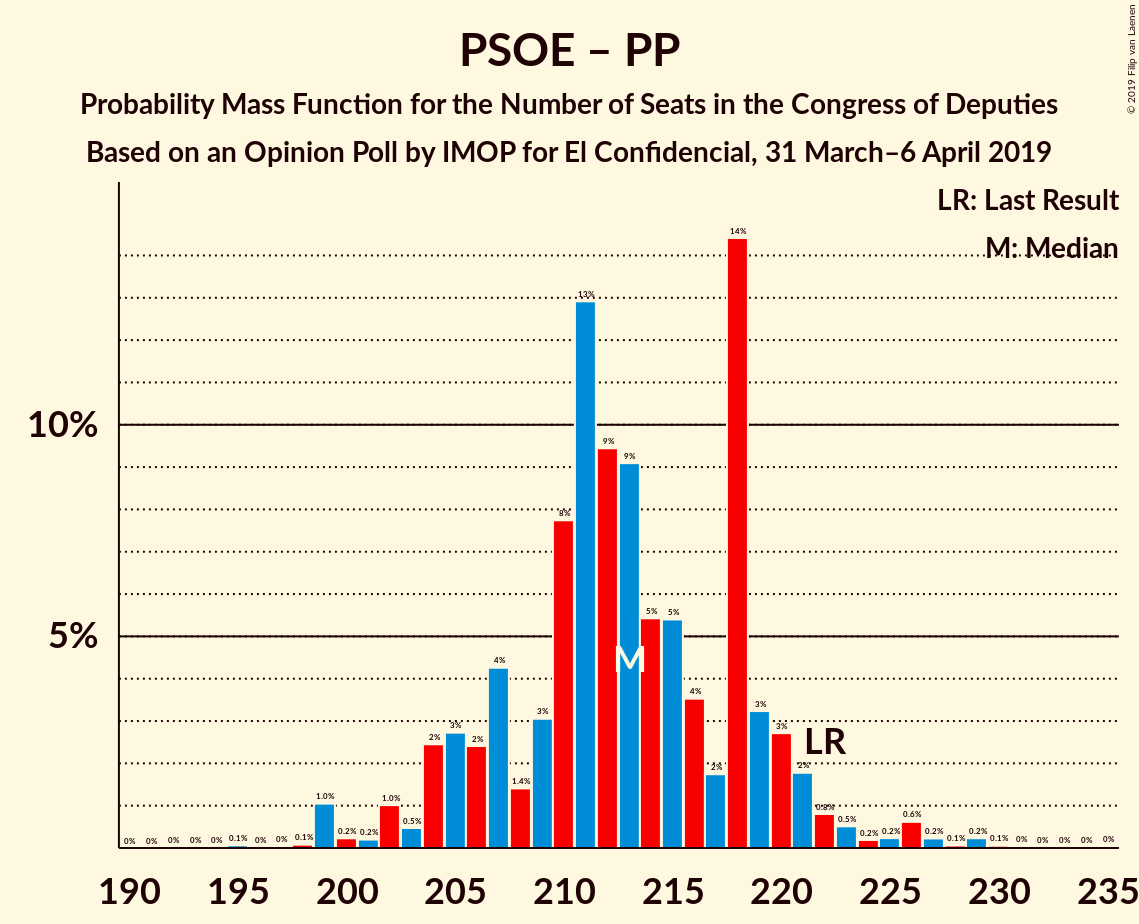 PSOE – PP
Probability Mass Function for the Number of Seats in the Congress of Deputies
Based on an Opinion Poll by IMOP for El Confidencial, 31 March–6 April 2019
© 2019 Filip van Laenen
LR: Last Result
M: Median
10%
5%
0% 0% 0% 0% 0% 0.1% 0% 0% 0.1% 1.0% 0.2% 0.2% 1.0% 0.5% 2% 3% 2% 4% 1.4% 3% 8% 13% 9% 9% 5% 5% 4% 2% 14% 3% 3% 2% 0.8% 0.5% 0.2% 0.2% 0.6% 0.2% 0.1% 0.2% 0.1% 0% 0% 0% 0% 0%
M
LR
190 195 200 205 210 215 220 225 230 235